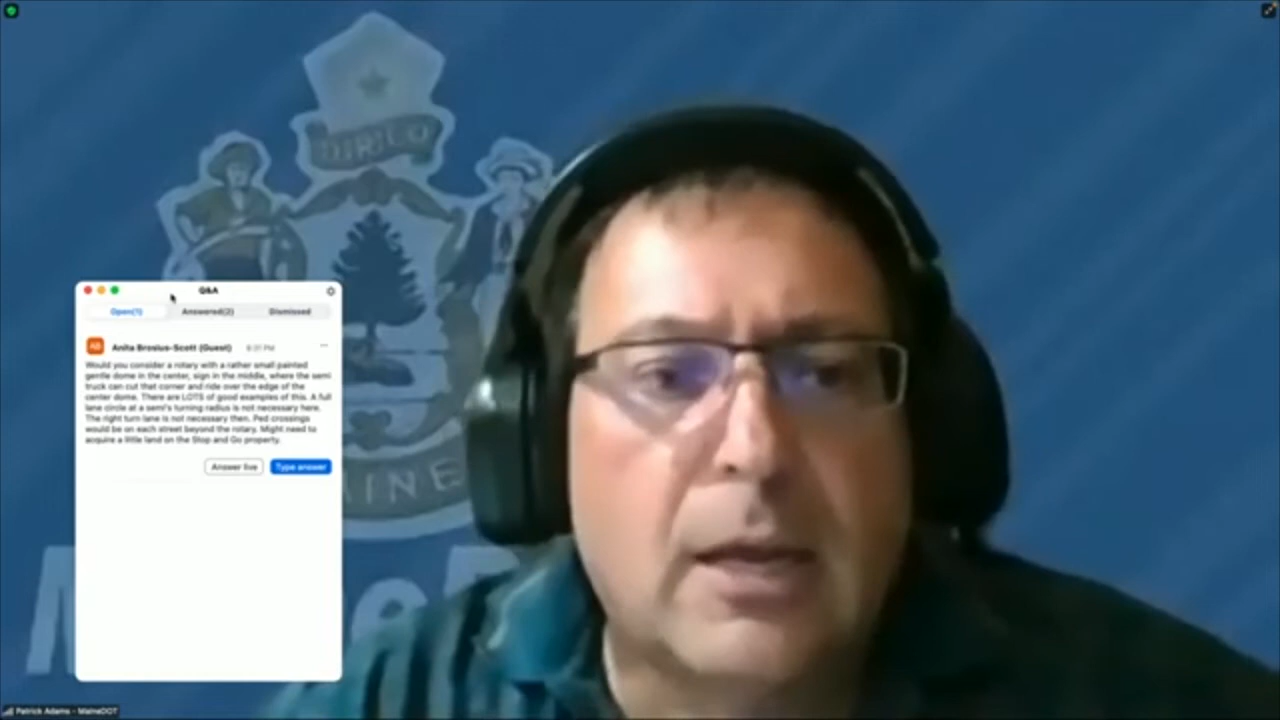 DIRIGO
Q&A
Open(1) Answered(2) Dismissed
AB Anita Brosius-Scott (Guest) 6:31 PM
Would you consider a rotary with a rather small painted
gentle dome in the center, sign in the middle, where the semi
truck can cut that corner and ride over the edge of the
center dome. There are LOTS of good examples of this. A full
lane circle at a semi's turning radius is not necessary here.
The right turn lane is not necessary then. Ped crossings
would be on each street beyond the rotary. Might need to
acquire a little land on the Stop and Go property.
Answer live Type answer
AINE
Patrick Adams - MaineDOT